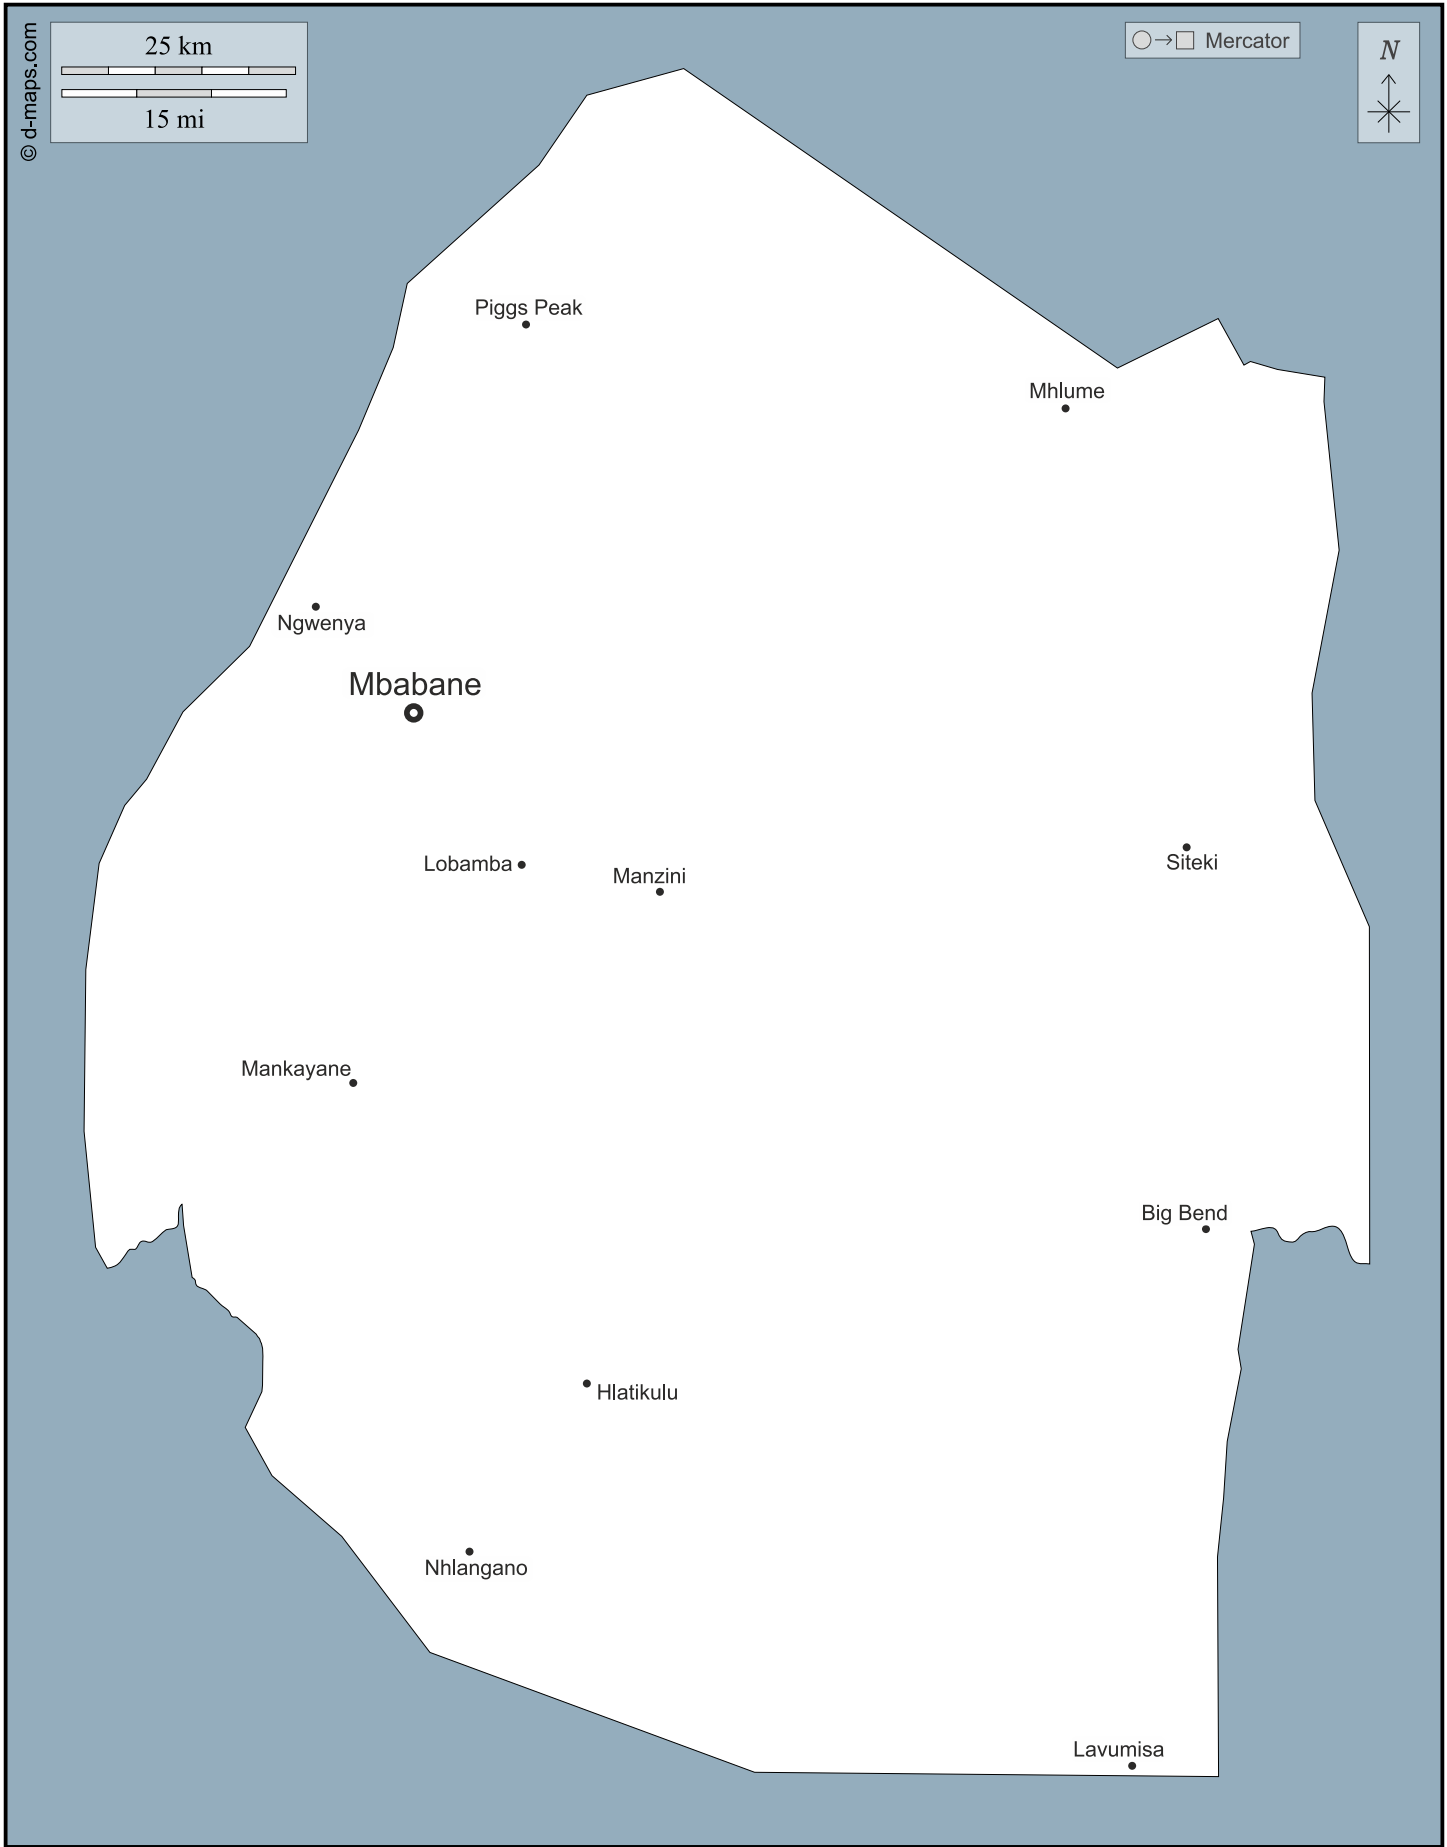 © d-maps.com
25 km
15 mi
Mercator
N
Piggs Peak
Mhlume
Ngwenya
Mbabane
Lobamba
Manzini
Siteki
Mankayane
Big Bend
Hlatikulu
Nhlangano
Lavumisa